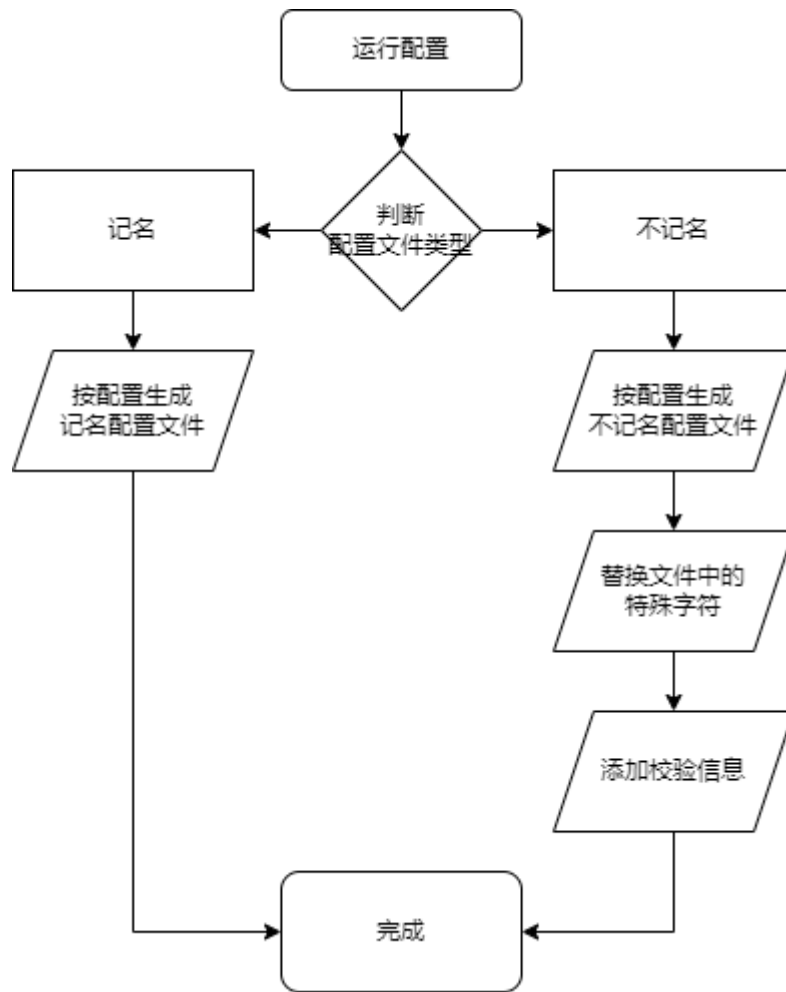 运行配置
判断
配置文件类型
记名
不记名
按配置生成
记名配置文件
按配置生成
不记名配置文件
替换文件中的
特殊字符
添加校验信息
完成